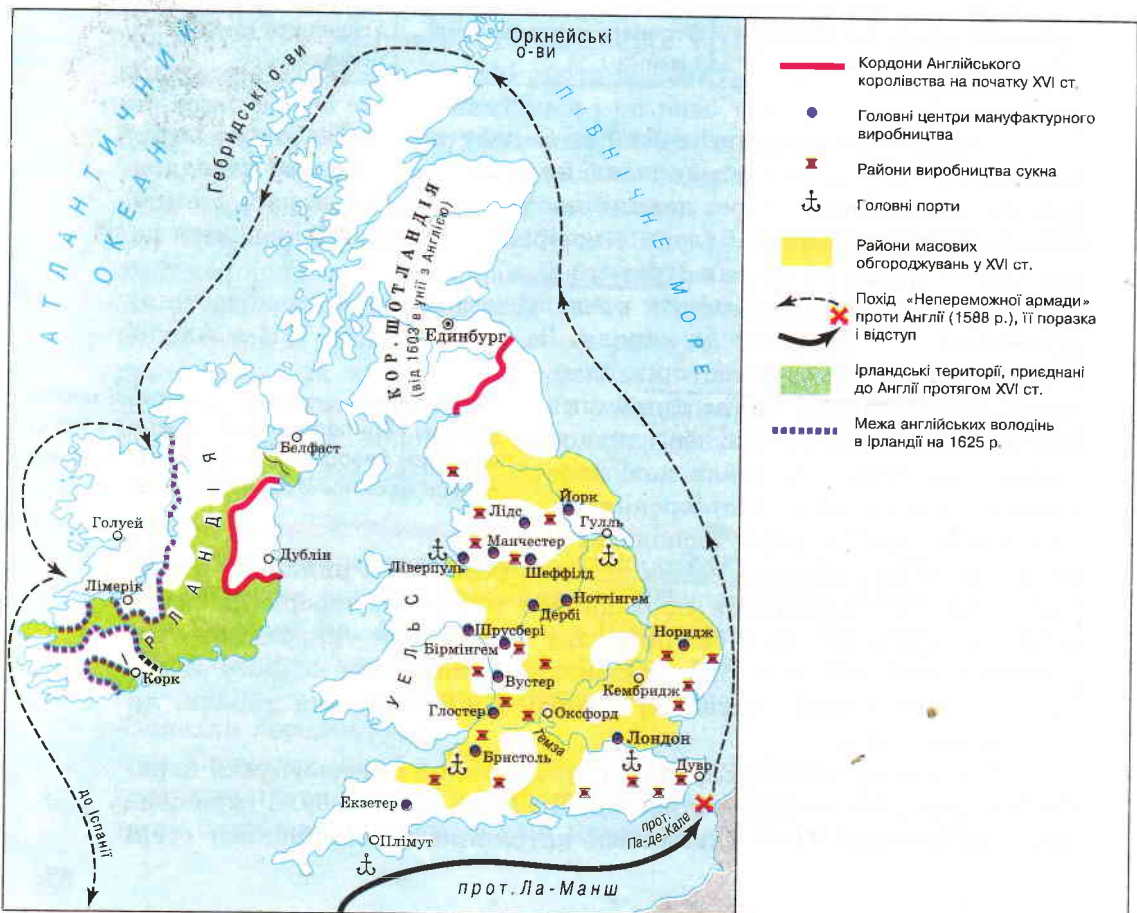 Оркнейські
о-ви
АТЛАНТИЧНИЙ
ОКЕАН
Гебридські о-ви
ПІВНІЧНЕ МОРЕ
КОР. ШОТЛАНДІЯ
(від 1603 в унії з Англією)
Единбург
Белфаст
ІРЛАНДІЯ
Голуей
Дублін
Лімерік
Корк
до Іспанії
Йорк
Лідс
Гулль
Манчестер
Ліверпуль
Шеффілд
Ноттінгем
Дербі
УЕЛЬС
Шрусбері
Норидж
Бірмінгем
Вустер
Кембридж
Глостер
Оксфорд
Темза
Лондон
Бристоль
Дувр
Екзетер
прот.
Па-де-Кале
Плімут
прот. Ла-Манш
Кордони Англійського
королівства на початку XVI ст.
Головні центри мануфактурного
виробництва
Райони виробництва сукна
Головні порти
Райони масових
обгороджувань у XVI ст.
Похід «Непереможної армади»
проти Англії (1588 р.), її поразка
і відступ
Ірландські території, приєднані
до Англії протягом XVI ст.
Межа англійських володінь
в Ірландії на 1625 р.